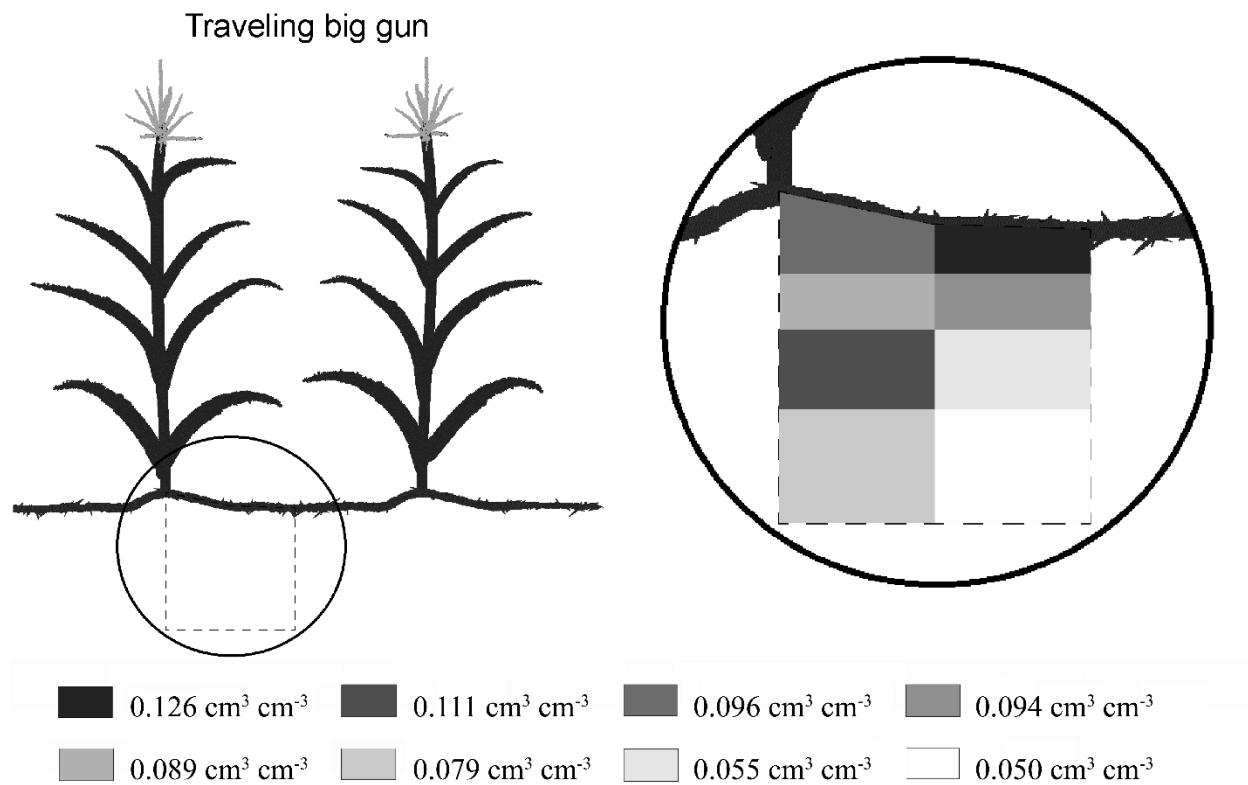 Traveling big gun
0.126 cm³ cm⁻³ 0.111 cm³ cm⁻³ 0.096 cm³ cm⁻³ 0.094 cm³ cm⁻³
0.089 cm³ cm⁻³ 0.079 cm³ cm⁻³ 0.055 cm³ cm⁻³ 0.050 cm³ cm⁻³